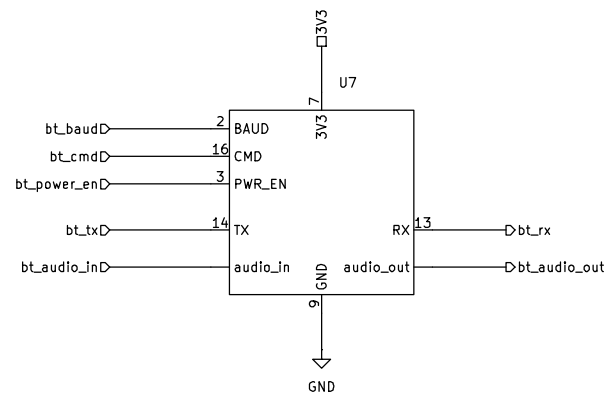 3V3
U7
7
3V3
bt_baud 2 BAUD
bt_cmd 16 CMD
bt_power_en 3 PWR_EN
bt_tx 14 TX RX 13 bt_rx
bt_audio_in audio_in audio_out bt_audio_out
GND
9
GND